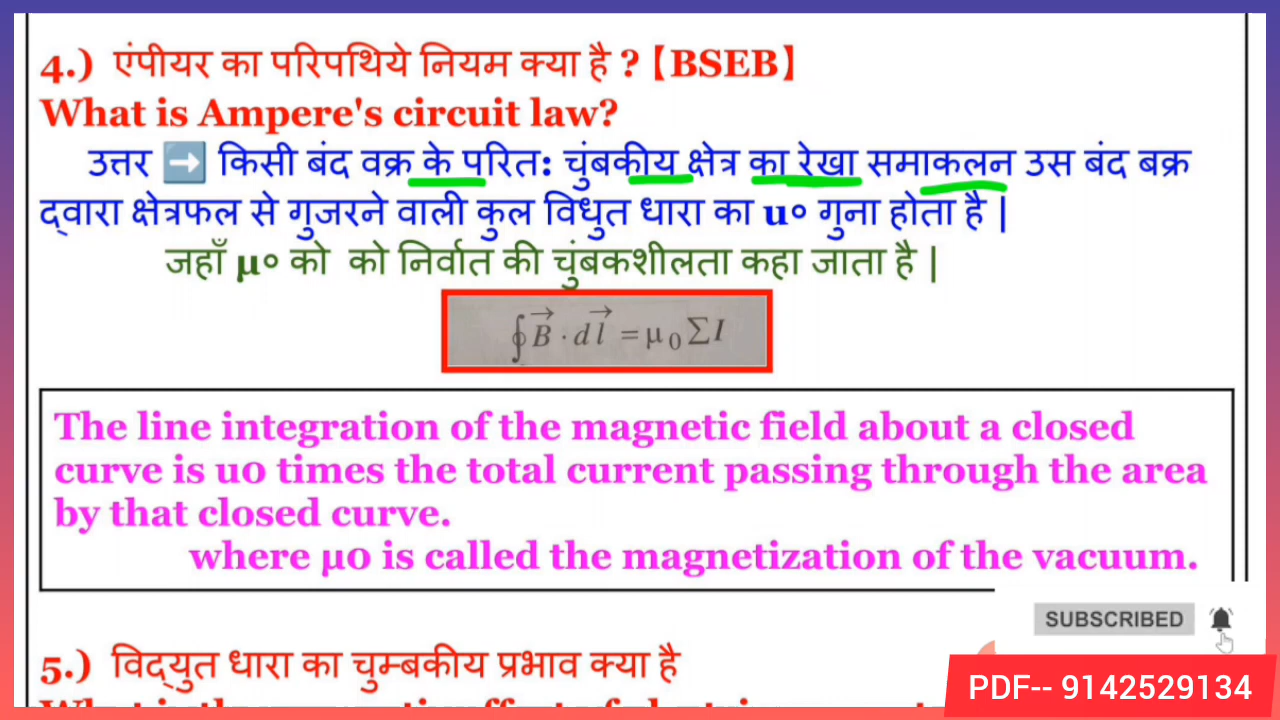 4.) एंपीयर का परिपथिये नियम क्या है ?【BSEB】
What is Ampere's circuit law?
उत्तर ➡️ किसी बंद वक्र के परित: चुंबकीय क्षेत्र का रेखा समाकलन उस बंद बक्र
द्वारा क्षेत्रफल से गुजरने वाली कुल विधुत धारा का u० गुना होता है |
जहाँ µ० को को निर्वात की चुंबकशीलता कहा जाता है |
∮B⃗ · dl⃗ = µ₀ΣI
The line integration of the magnetic field about a closed
curve is u0 times the total current passing through the area
by that closed curve.
where µ0 is called the magnetization of the vacuum.
SUBSCRIBED
5.) विद्युत धारा का चुम्बकीय प्रभाव क्या है
PDF-- 9142529134